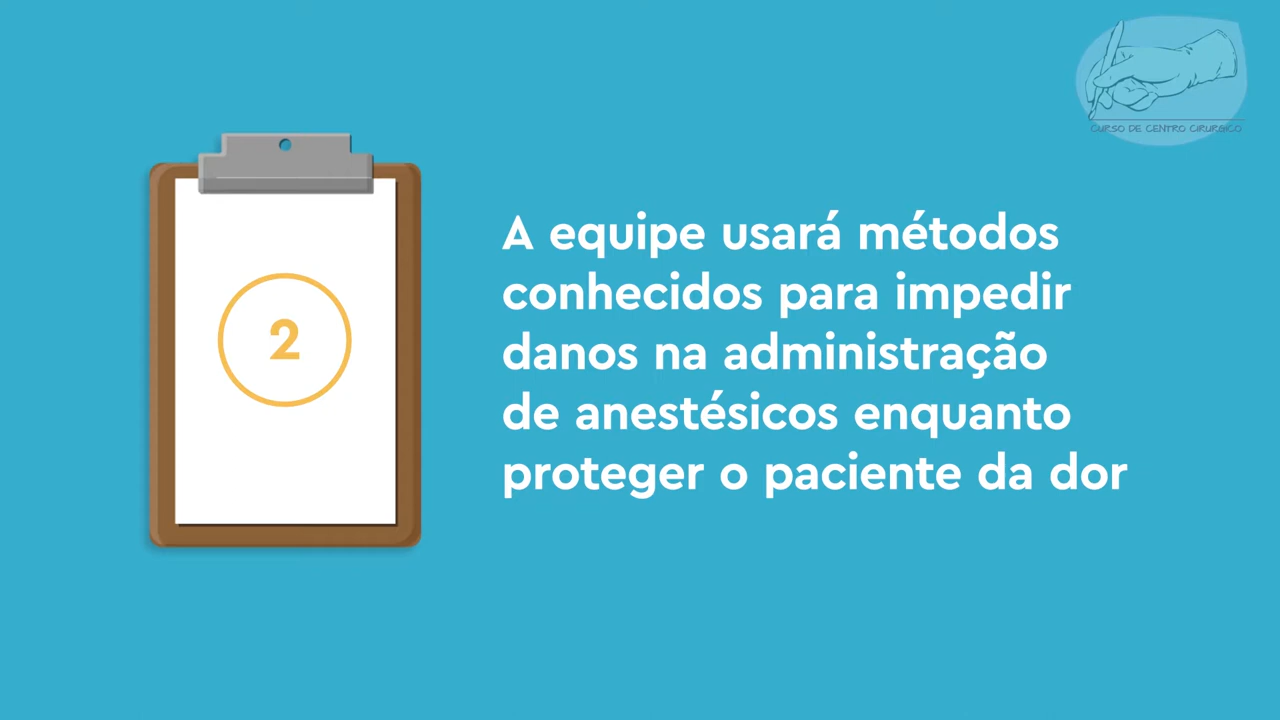 CURSO DE CENTRO CIRURGICO
2
A equipe usará métodos
conhecidos para impedir
danos na administração
de anestésicos enquanto
proteger o paciente da dor